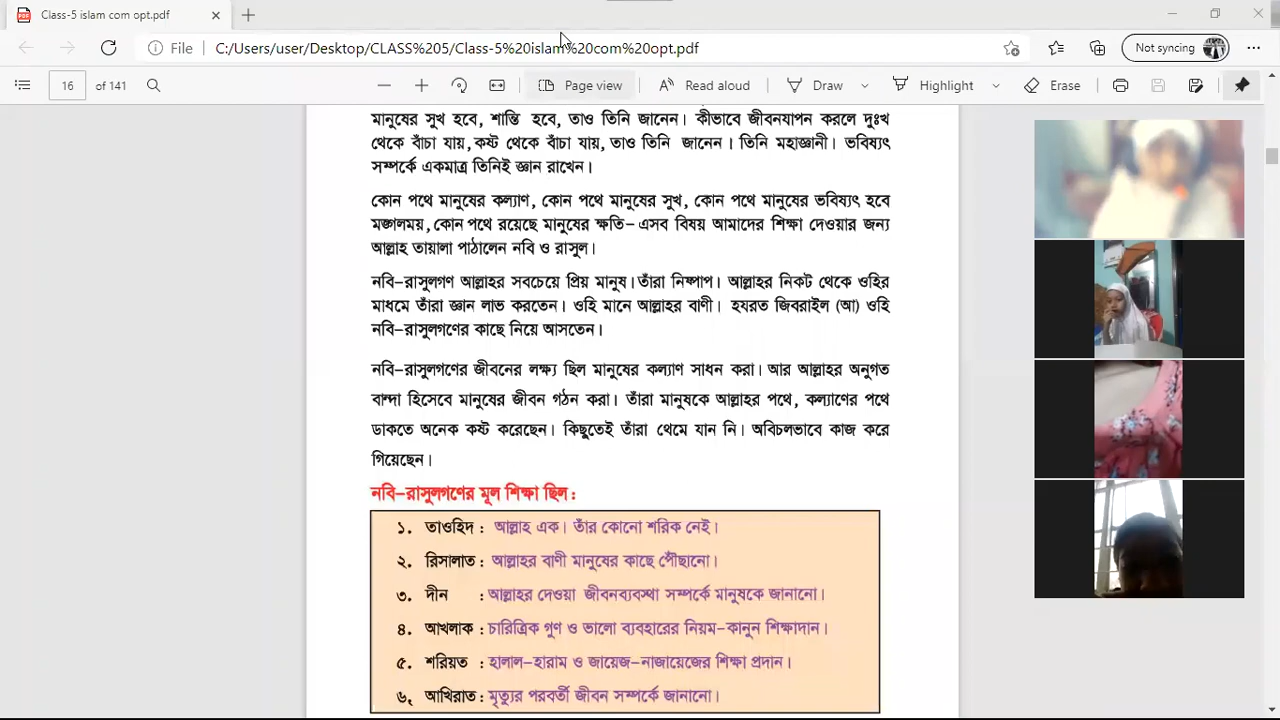 Class-5 islam com opt.pdf
File C:/Users/user/Desktop/CLASS%205/Class-5%20islam%20com%20opt.pdf Not syncing
16 of 141 Page view Read aloud Draw Highlight Erase
মানুষের সুখ হবে, শান্তি হবে, তাও তিনি জানেন। কীভাবে জীবনযাপন করলে দুঃখ
থেকে বাঁচা যায়, কষ্ট থেকে বাঁচা যায়, তাও তিনি জানেন। তিনি মহাজ্ঞানী। ভবিষ্যৎ
সম্পর্কে একমাত্র তিনিই জ্ঞান রাখেন।
কোন পথে মানুষের কল্যাণ, কোন পথে মানুষের সুখ, কোন পথে মানুষের ভবিষ্যৎ হবে
মঙ্গলময়, কোন পথে রয়েছে মানুষের ক্ষতি–এসব বিষয় আমাদের শিক্ষা দেওয়ার জন্য
আল্লাহ তায়ালা পাঠালেন নবি ও রাসুল।
নবি–রাসুলগণ আল্লাহর সবচেয়ে প্রিয় মানুষ। তাঁরা নিষ্পাপ। আল্লাহর নিকট থেকে ওহির
মাধমে তাঁরা জ্ঞান লাভ করতেন। ওহি মানে আল্লাহর বাণী। হযরত জিবরাইল (আ) ওহি
নবি–রাসুলগণের কাছে নিয়ে আসতেন।
নবি–রাসুলগণের জীবনের লক্ষ্য ছিল মানুষের কল্যাণ সাধন করা। আর আল্লাহর অনুগত
বান্দা হিসেবে মানুষের জীবন গঠন করা। তাঁরা মানুষকে আল্লাহর পথে, কল্যাণের পথে
ডাকতে অনেক কষ্ট করেছেন। কিছুতেই তাঁরা থেমে যান নি। অবিচলভাবে কাজ করে
গিয়েছেন।
নবি–রাসুলগণের মূল শিক্ষা ছিল:
১. তাওহিদ : আল্লাহ এক। তাঁর কোনো শরিক নেই।
২. রিসালাত : আল্লাহর বাণী মানুষের কাছে পৌঁছানো।
৩. দীন : আল্লাহর দেওয়া জীবনব্যবস্থা সম্পর্কে মানুষকে জানানো।
৪. আখলাক : চারিত্রিক গুণ ও ভালো ব্যবহারের নিয়ম–কানুন শিক্ষাদান।
৫. শরিয়ত : হালাল–হারাম ও জায়েজ–নাজায়েজের শিক্ষা প্রদান।
৬. আখিরাত : মৃত্যুর পরবর্তী জীবন সম্পর্কে জানানো।